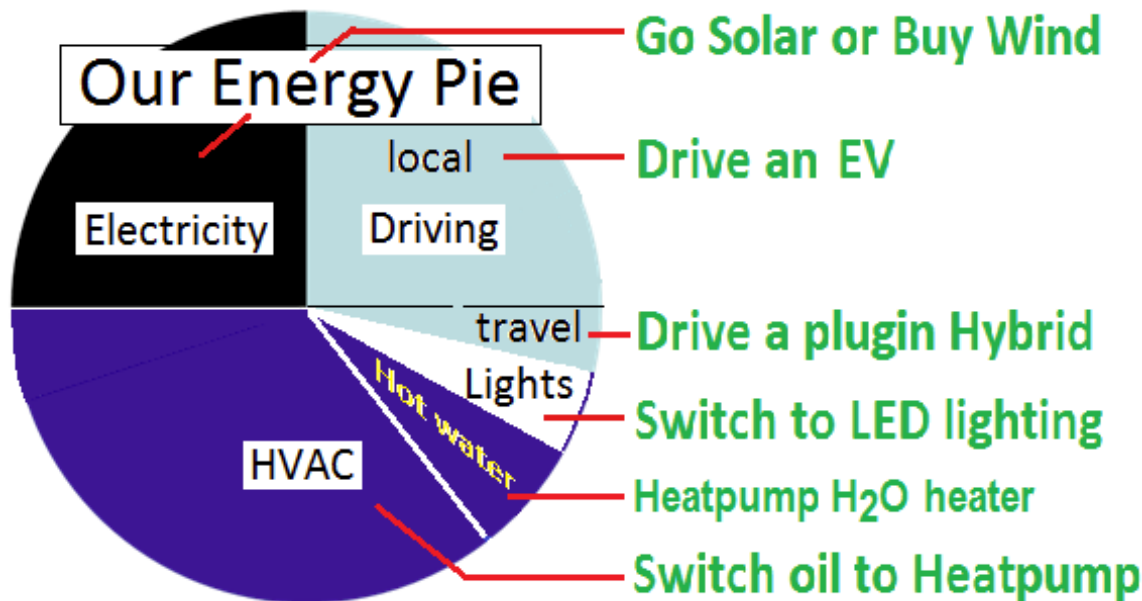 Go Solar or Buy Wind
Our Energy Pie
local
Drive an EV
Electricity
Driving
travel
Drive a plugin Hybrid
Lights
Hot water
Switch to LED lighting
HVAC
Heatpump H₂O heater
Switch oil to Heatpump